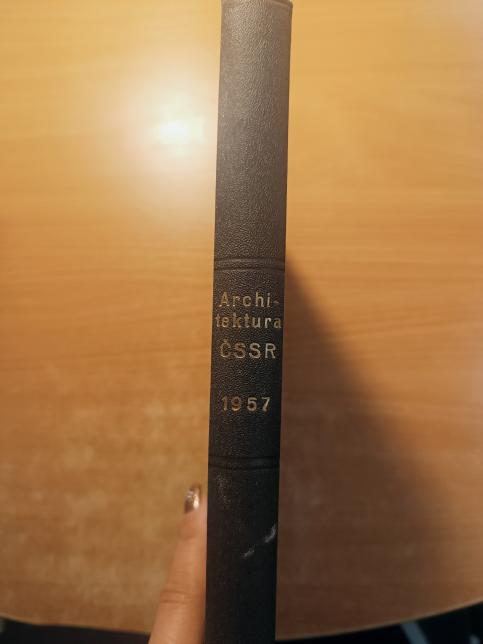 Archi-
tektura
ČSSR
1957